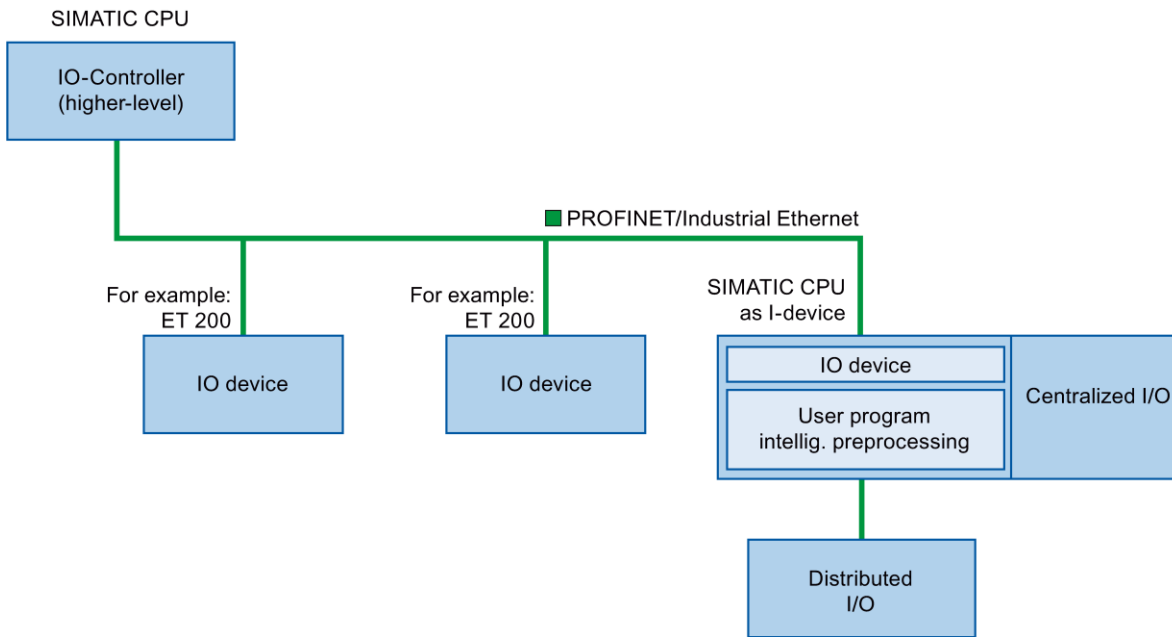 SIMATIC CPU
IO-Controller
(higher-level)
PROFINET/Industrial Ethernet
For example:
ET 200
For example:
ET 200
SIMATIC CPU
as I-device
IO device
IO device
IO device
Centralized I/O
User program
intellig. preprocessing
Distributed
I/O